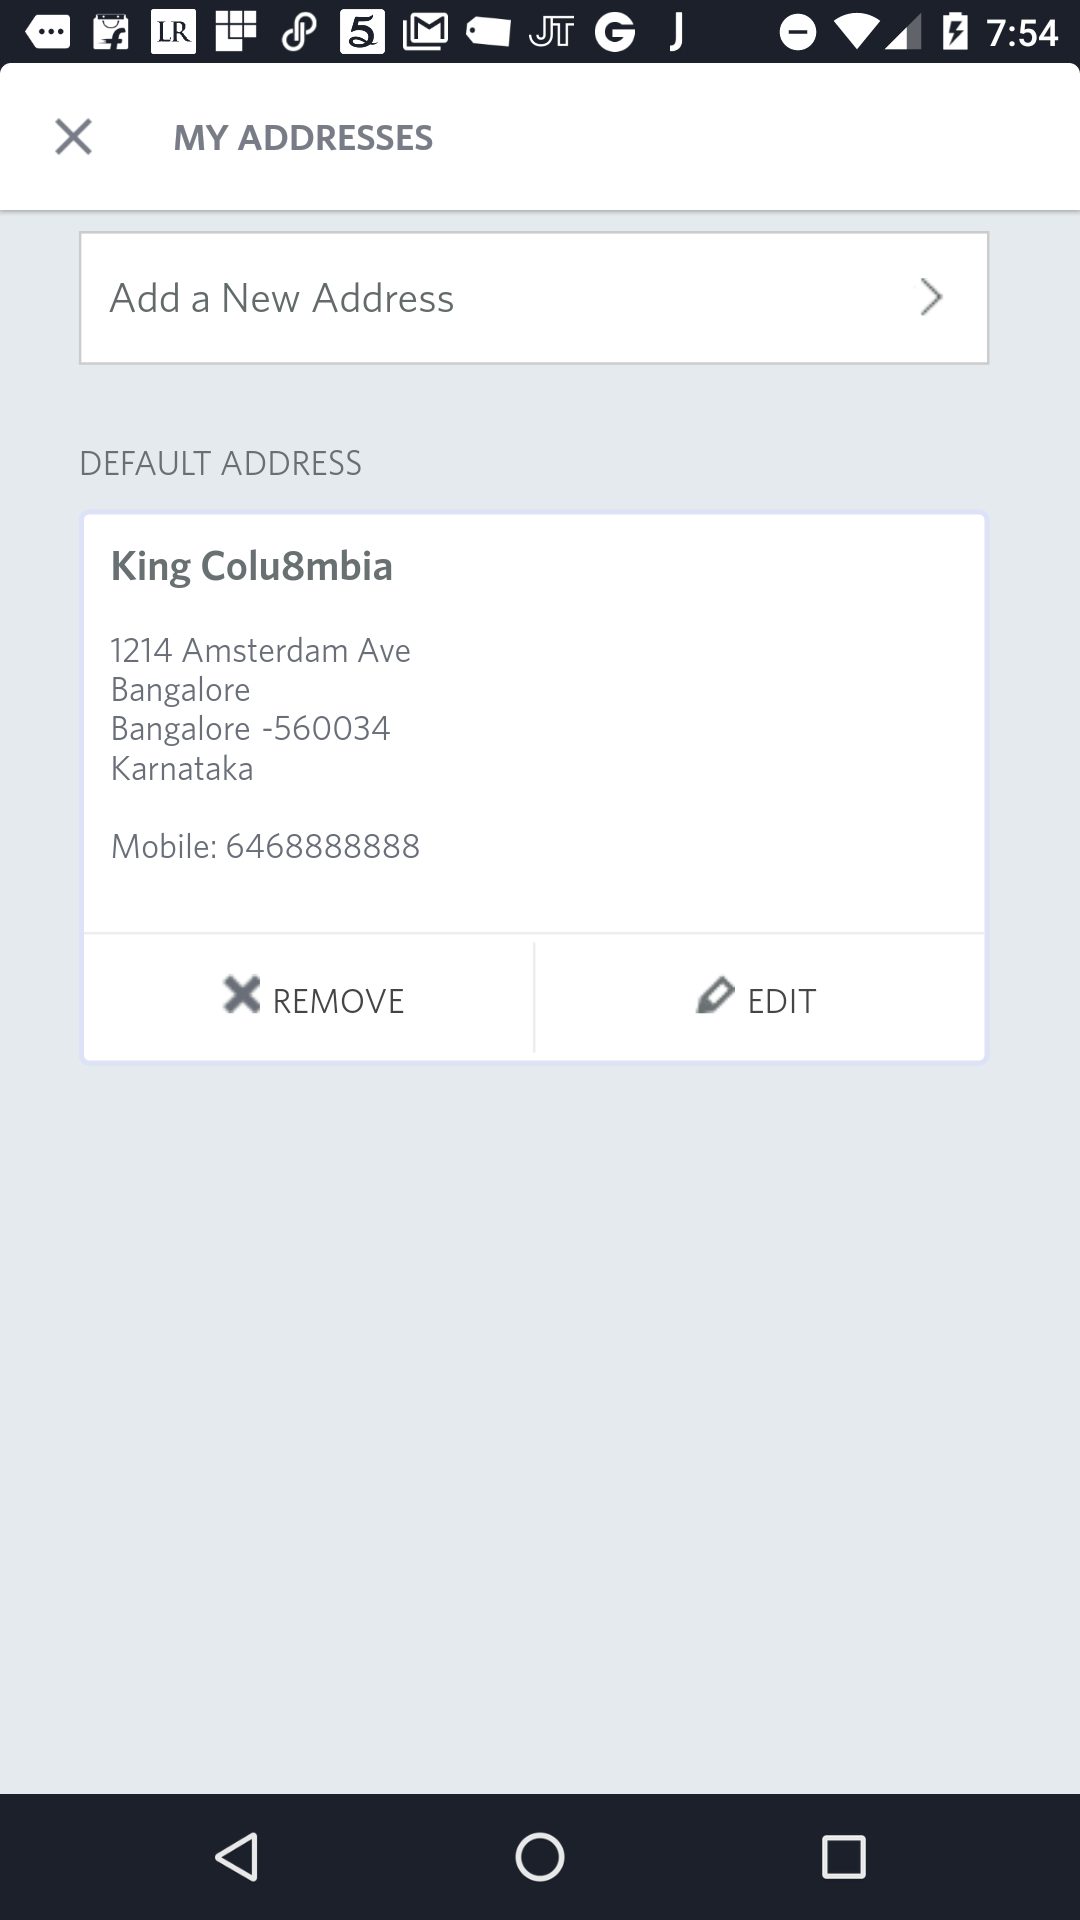 LR 5 JT G J 7:54
MY ADDRESSES
Add a New Address
DEFAULT ADDRESS
King Colu8mbia
1214 Amsterdam Ave
Bangalore
Bangalore -560034
Karnataka
Mobile: 6468888888
REMOVE EDIT